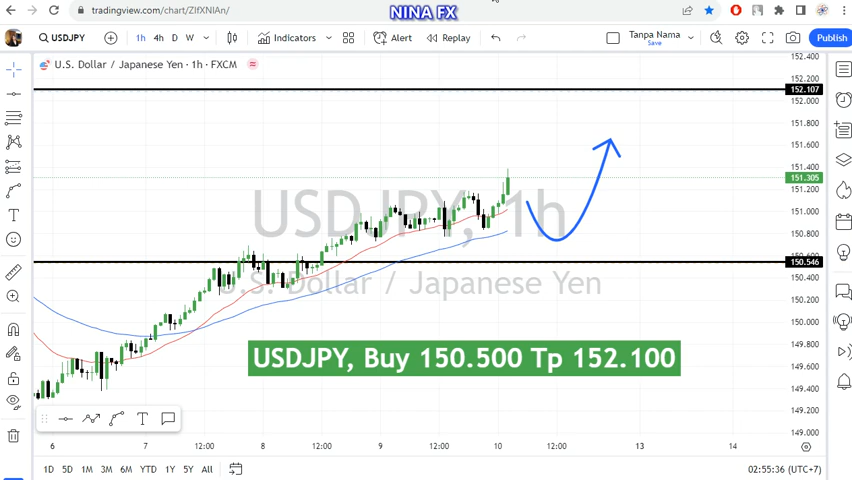 NINA FX
tradingview.com/chart/ZIfXNIAn/
USDJPY 1h 4h D W Indicators Alert Replay Tanpa Nama Save Publish
U.S. Dollar / Japanese Yen · 1h · FXCM
152.400
152.200
152.107
152.000
151.800
151.600
151.400
151.305
151.200
151.000
150.800
150.546
150.400
150.200
150.000
149.800
149.600
149.400
149.200
149.000
USDJPY, 1h
U.S. Dollar / Japanese Yen
USDJPY, Buy 150.500 Tp 152.100
6 7 12:00 8 12:00 9 12:00 10 12:00 13 14
1D 5D 1M 3M 6M YTD 1Y 5Y All 02:55:36 (UTC+7)